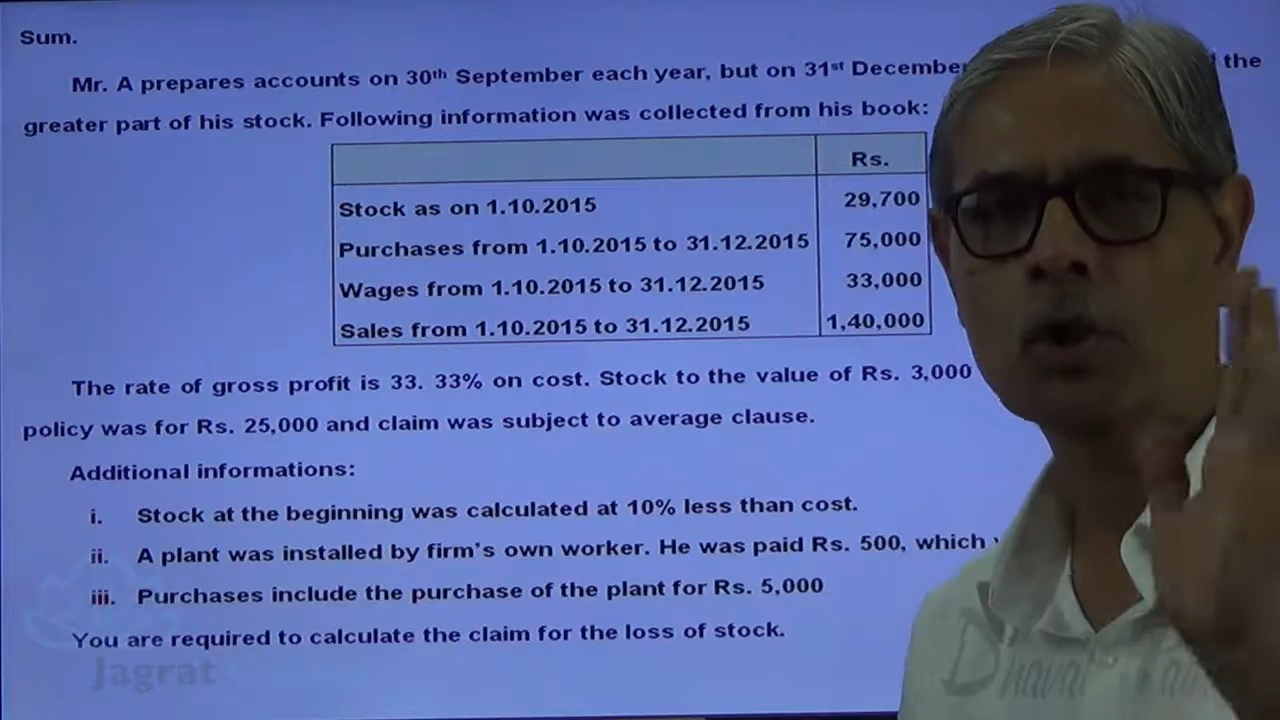 Sum.
Mr. A prepares accounts on 30th September each year, but on 31st December the
greater part of his stock. Following information was collected from his book:
Rs.
Stock as on 1.10.2015 29,700
Purchases from 1.10.2015 to 31.12.2015 75,000
Wages from 1.10.2015 to 31.12.2015 33,000
Sales from 1.10.2015 to 31.12.2015 1,40,000
The rate of gross profit is 33. 33% on cost. Stock to the value of Rs. 3,000
policy was for Rs. 25,000 and claim was subject to average clause.
Additional informations:
i. Stock at the beginning was calculated at 10% less than cost.
ii. A plant was installed by firm's own worker. He was paid Rs. 500, which
iii. Purchases include the purchase of the plant for Rs. 5,000
You are required to calculate the claim for the loss of stock.
Jagrat
Dhaval